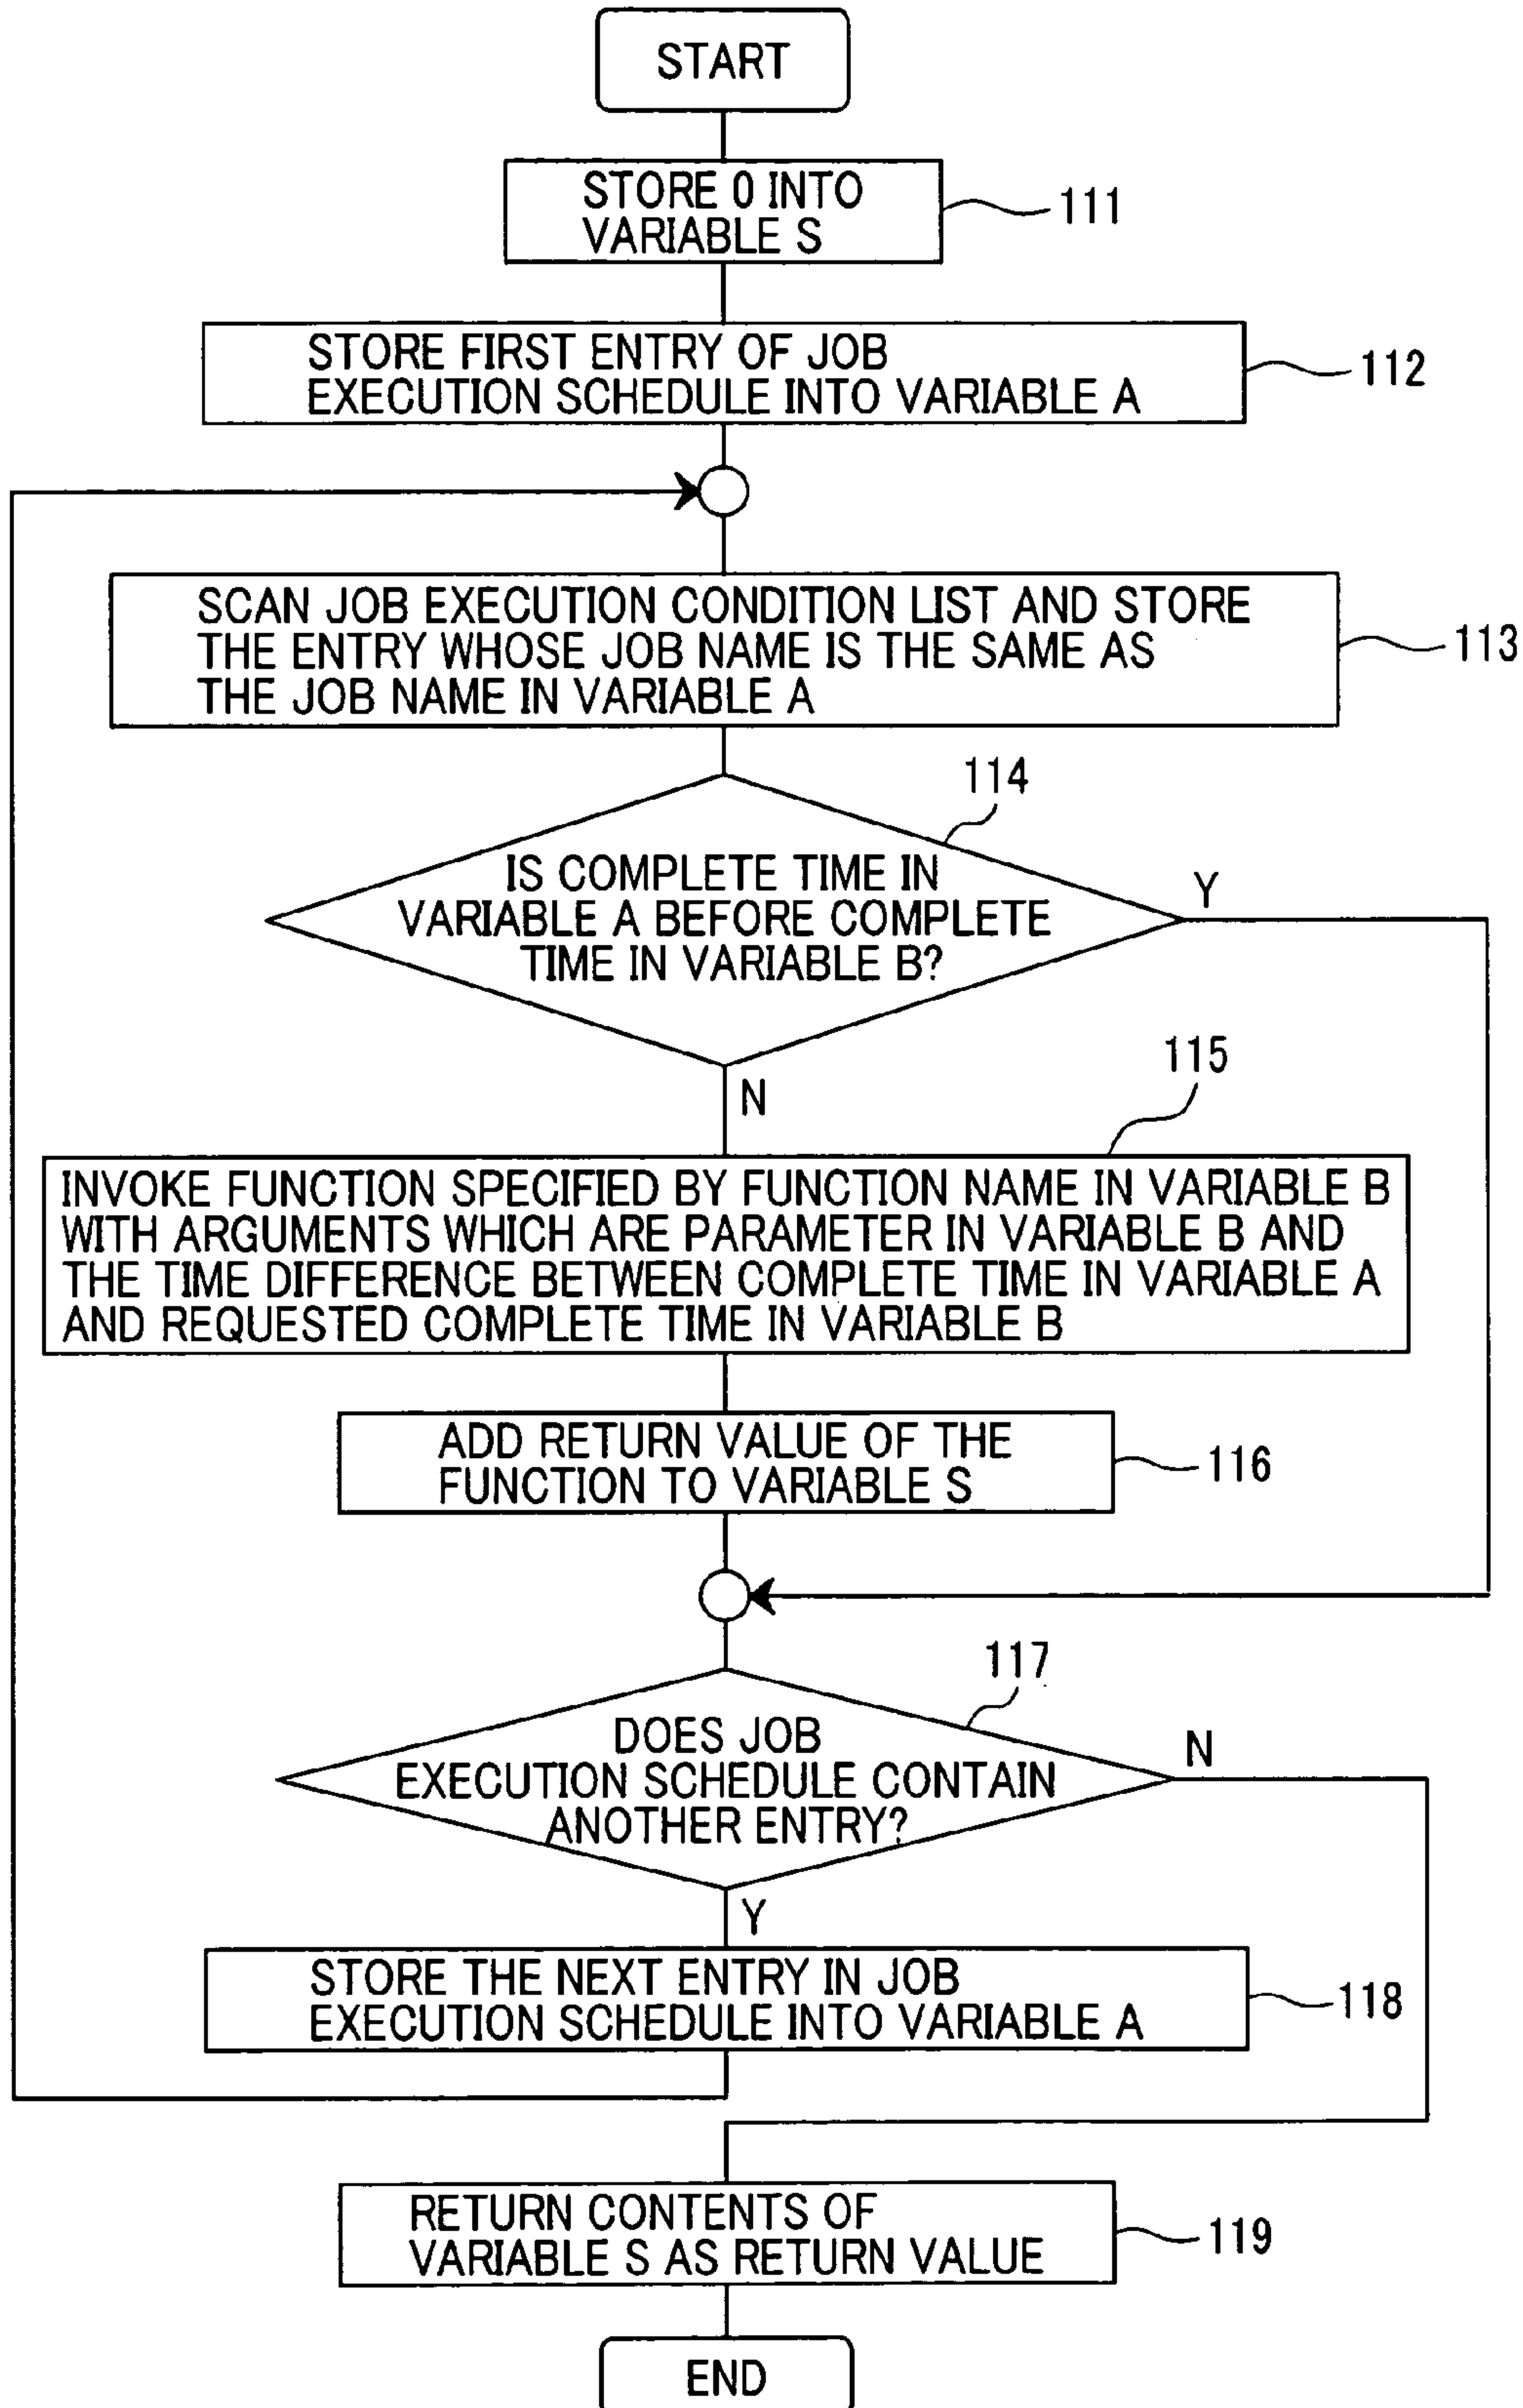 START
STORE 0 INTO
VARIABLE S
111
STORE FIRST ENTRY OF JOB
EXECUTION SCHEDULE INTO VARIABLE A
112
SCAN JOB EXECUTION CONDITION LIST AND STORE
THE ENTRY WHOSE JOB NAME IS THE SAME AS
THE JOB NAME IN VARIABLE A
113
114
IS COMPLETE TIME IN
VARIABLE A BEFORE COMPLETE
TIME IN VARIABLE B?
Y
N
115
INVOKE FUNCTION SPECIFIED BY FUNCTION NAME IN VARIABLE B
WITH ARGUMENTS WHICH ARE PARAMETER IN VARIABLE B AND
THE TIME DIFFERENCE BETWEEN COMPLETE TIME IN VARIABLE A
AND REQUESTED COMPLETE TIME IN VARIABLE B
ADD RETURN VALUE OF THE
FUNCTION TO VARIABLE S
116
117
DOES JOB
EXECUTION SCHEDULE CONTAIN
ANOTHER ENTRY?
N
Y
STORE THE NEXT ENTRY IN JOB
EXECUTION SCHEDULE INTO VARIABLE A
118
RETURN CONTENTS OF
VARIABLE S AS RETURN VALUE
119
END